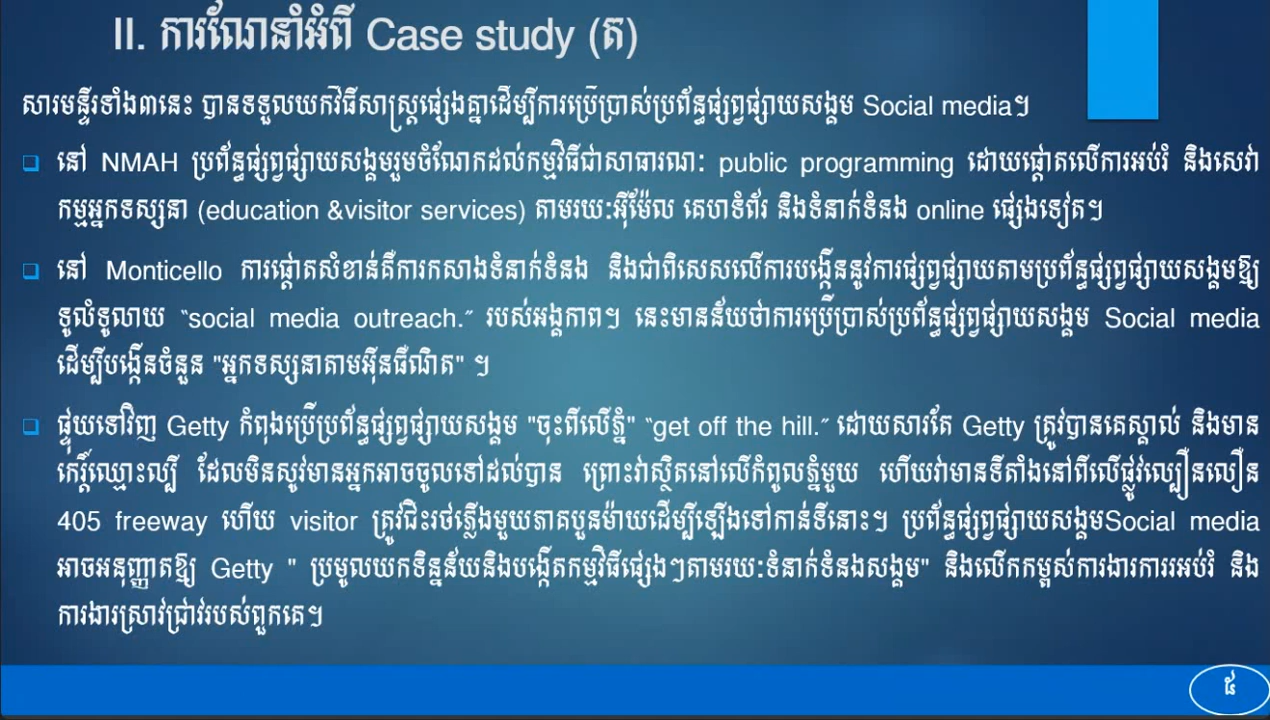 II. ការណែនាំអំពី Case study (ត)
សារមន្ទីរទាំង៣នេះ បានទទួលយកវិធីសាស្ត្រផ្សេងគ្នាដើម្បីការប្រើប្រាស់ប្រព័ន្ធផ្សព្វផ្សាយសង្គម Social media។
នៅ NMAH ប្រព័ន្ធផ្សព្វផ្សាយសង្គមរួមចំណែកដល់កម្មវិធីជាសាធារណៈ public programming ដោយផ្តោតលើការអប់រំ និងសេវា
កម្មអ្នកទស្សនា (education &visitor services) តាមរយៈអ៊ីម៉ែល គេហទំព័រ និងទំនាក់ទំនង online ផ្សេងទៀត។
នៅ Monticello ការផ្តោតសំខាន់គឺការកសាងទំនាក់ទំនង និងជាពិសេសលើការបង្កើននូវការផ្សព្វផ្សាយតាមប្រព័ន្ធផ្សព្វផ្សាយសង្គមឱ្យ
ទូលំទូលាយ “social media outreach.” របស់អង្គភាព។ នេះមានន័យថាការប្រើប្រាស់ប្រព័ន្ធផ្សព្វផ្សាយសង្គម Social media
ដើម្បីបង្កើនចំនួន "អ្នកទស្សនាតាមអ៊ីនធឺណិត" ។
ផ្ទុយទៅវិញ Getty កំពុងប្រើប្រព័ន្ធផ្សព្វផ្សាយសង្គម "ចុះពីលើភ្នំ" “get off the hill.” ដោយសារតែ Getty ត្រូវបានគេស្គាល់ និងមាន
កេរ្តិ៍ឈ្មោះល្បី ដែលមិនសូវមានអ្នកអាចចូលទៅដល់បាន ព្រោះវាស្ថិតនៅលើកំពូលភ្នំមួយ ហើយវាមានទីតាំងនៅពីលើផ្លូវល្បឿនលឿន
405 freeway ហើយ visitor ត្រូវជិះរថភ្លើងមួយភាគបួនម៉ាយដើម្បីឡើងទៅកាន់ទីនោះ។ ប្រព័ន្ធផ្សព្វផ្សាយសង្គមSocial media
អាចអនុញ្ញាតឱ្យ Getty " ប្រមូលយកទិន្នន័យនិងបង្កើតកម្មវិធីផ្សេងៗតាមរយៈទំនាក់ទំនងសង្គម" និងលើកកម្ពស់ការងារការរអប់រំ និង
ការងារស្រាវជ្រាវរបស់ពួកគេ។
៥